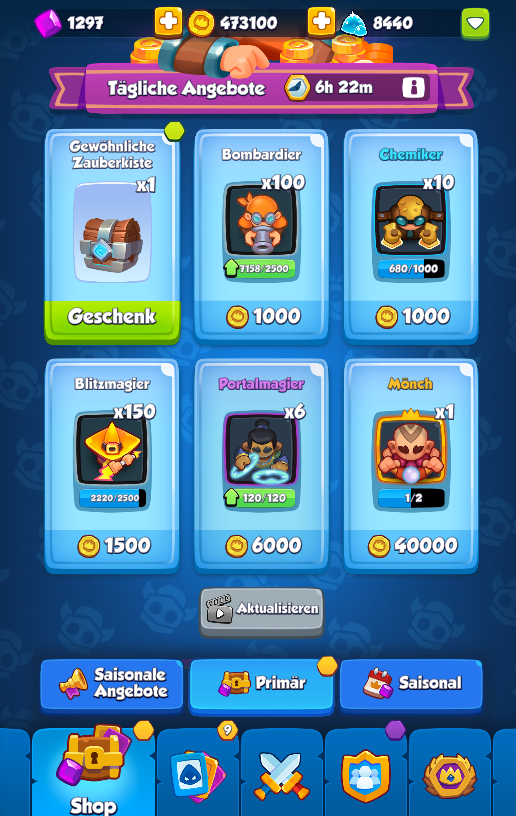 1297
473100
8440
Tägliche Angebote
6h 22m
i
Gewöhnliche
Zauberkiste
x1
Geschenk
Bombardier
x100
7158/2500
1000
Chemiker
x10
680/1000
1000
Blitzmagier
x150
2220/2500
1500
Portalmagier
x6
120/120
6000
Mönch
x1
1/2
40000
Aktualisieren
Saisonale
Angebote
Primär
Saisonal
9
Shop